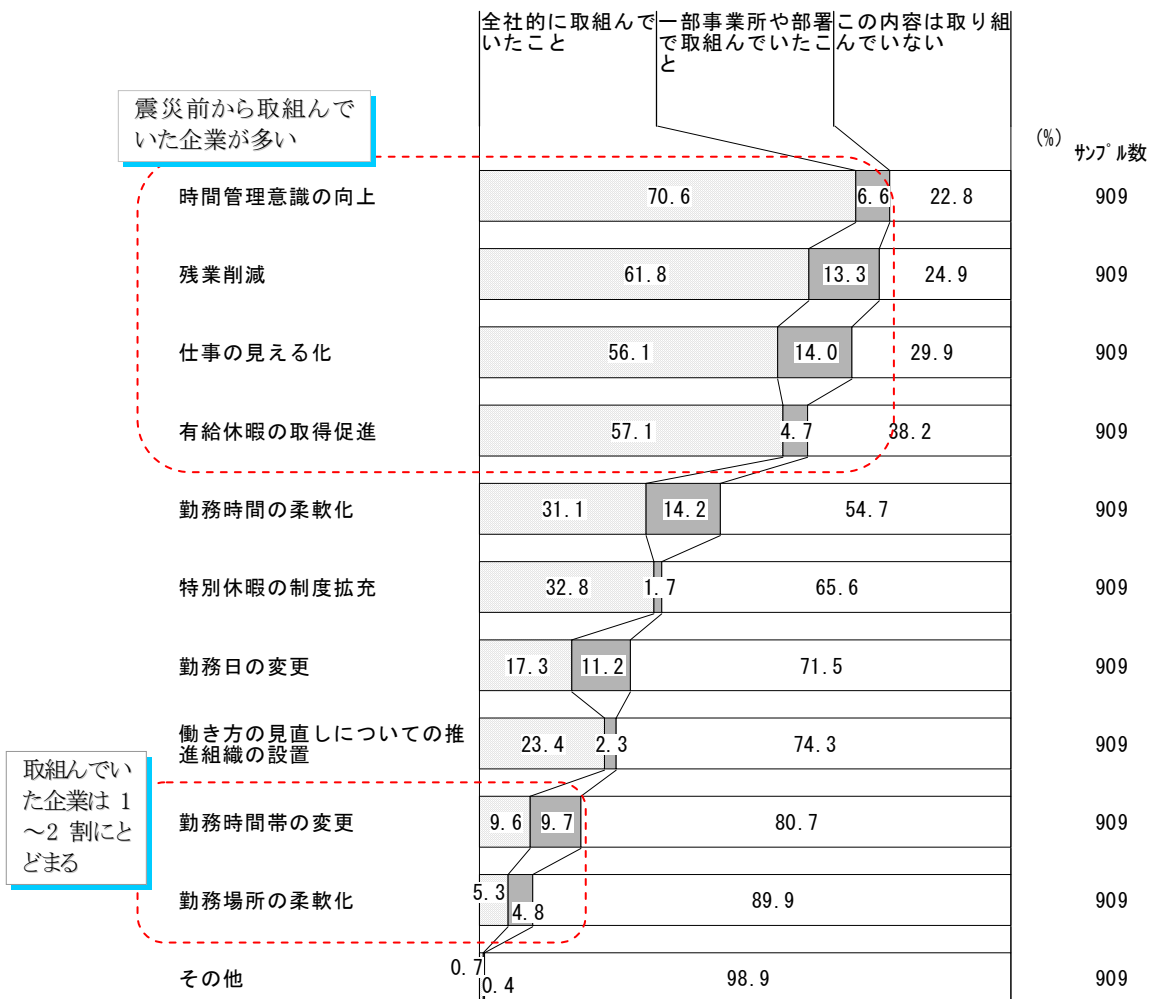 全社的に取組んで
いたこと
一部事業所や部署
で取組んでいたこ
と
この内容は取り組
んでいない
震災前から取組んで
いた企業が多い
(%)
ｻﾝﾌﾟﾙ数
時間管理意識の向上 70.6 6.6 22.8 909
残業削減 61.8 13.3 24.9 909
仕事の見える化 56.1 14.0 29.9 909
有給休暇の取得促進 57.1 4.7 38.2 909
勤務時間の柔軟化 31.1 14.2 54.7 909
特別休暇の制度拡充 32.8 1.7 65.6 909
勤務日の変更 17.3 11.2 71.5 909
働き方の見直しについての推
進組織の設置 23.4 2.3 74.3 909
取組んでい
た企業は 1
～2 割にと
どまる
勤務時間帯の変更 9.6 9.7 80.7 909
勤務場所の柔軟化 5.3 4.8 89.9 909
その他 0.7 0.4 98.9 909